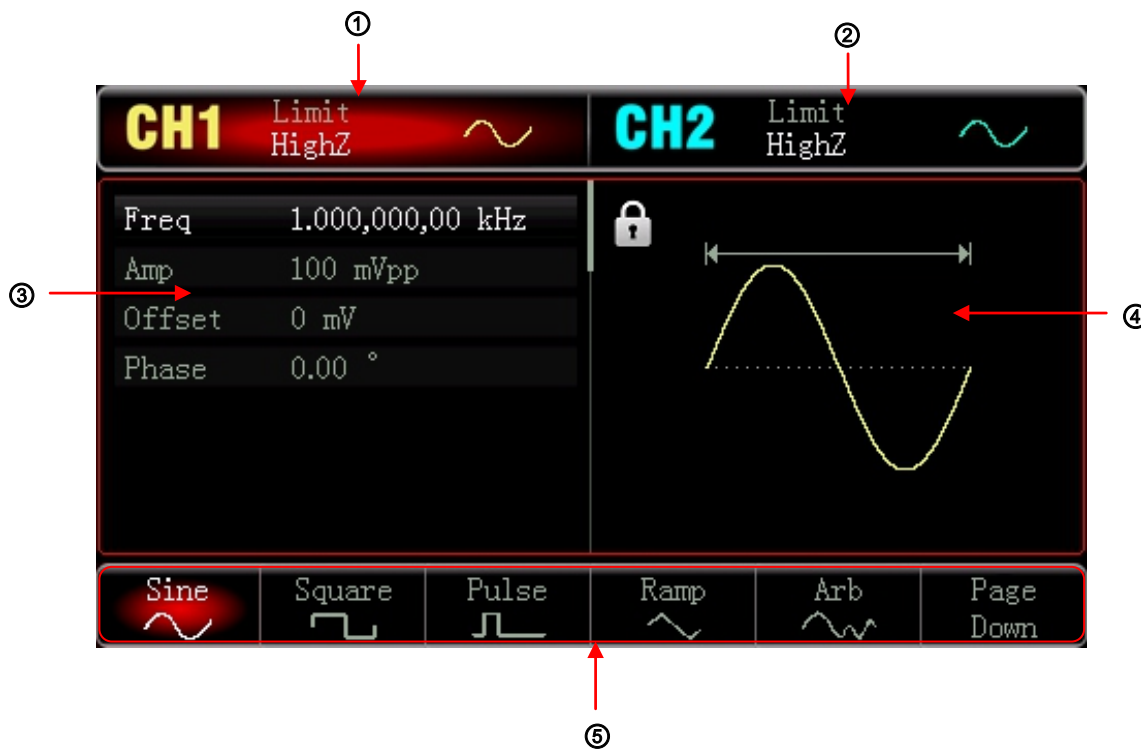 ①
②
CH1 Limit HighZ
CH2 Limit HighZ
Freq 1.000,000,00 kHz
Amp 100 mVpp
③
Offset 0 mV
④
Phase 0.00 °
Sine Square Pulse Ramp Arb Page Down
⑤